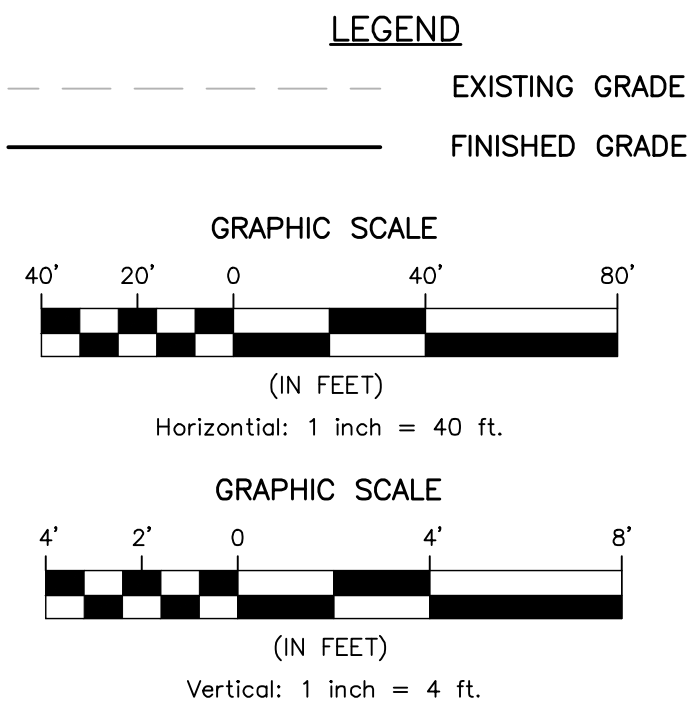 LEGEND
EXISTING GRADE
FINISHED GRADE
GRAPHIC SCALE
40' 20' 0 40' 80'
(IN FEET)
Horizontial: 1 inch = 40 ft.
GRAPHIC SCALE
4' 2' 0 4' 8'
(IN FEET)
Vertical: 1 inch = 4 ft.